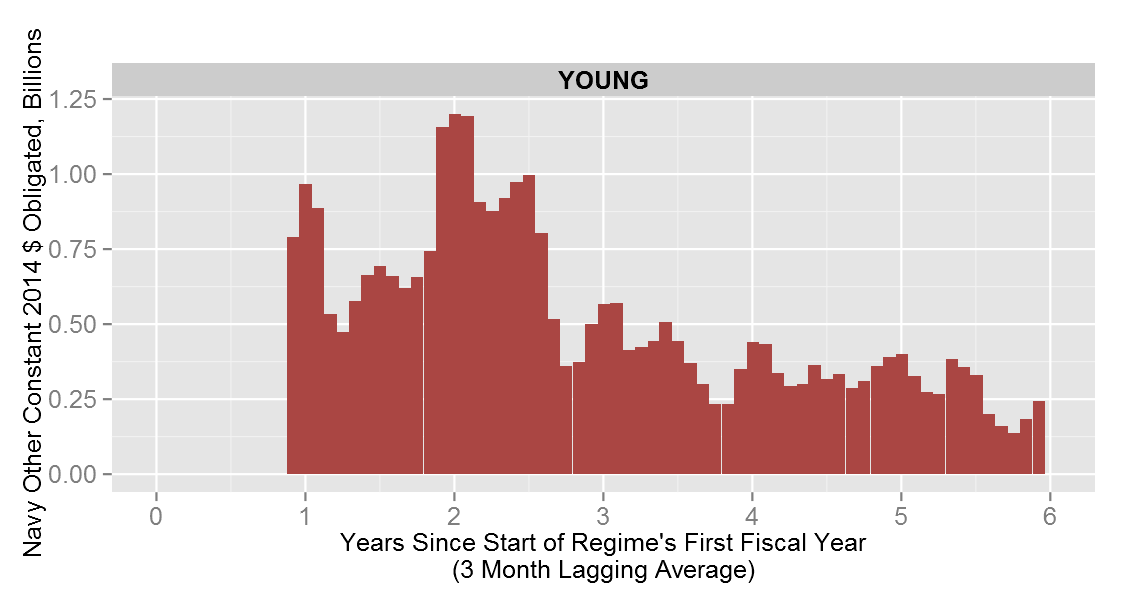 YOUNG
Navy Other Constant 2014 $ Obligated, Billions
1.25
1.00
0.75
0.50
0.25
0.00
0 1 2 3 4 5 6
Years Since Start of Regime's First Fiscal Year
(3 Month Lagging Average)